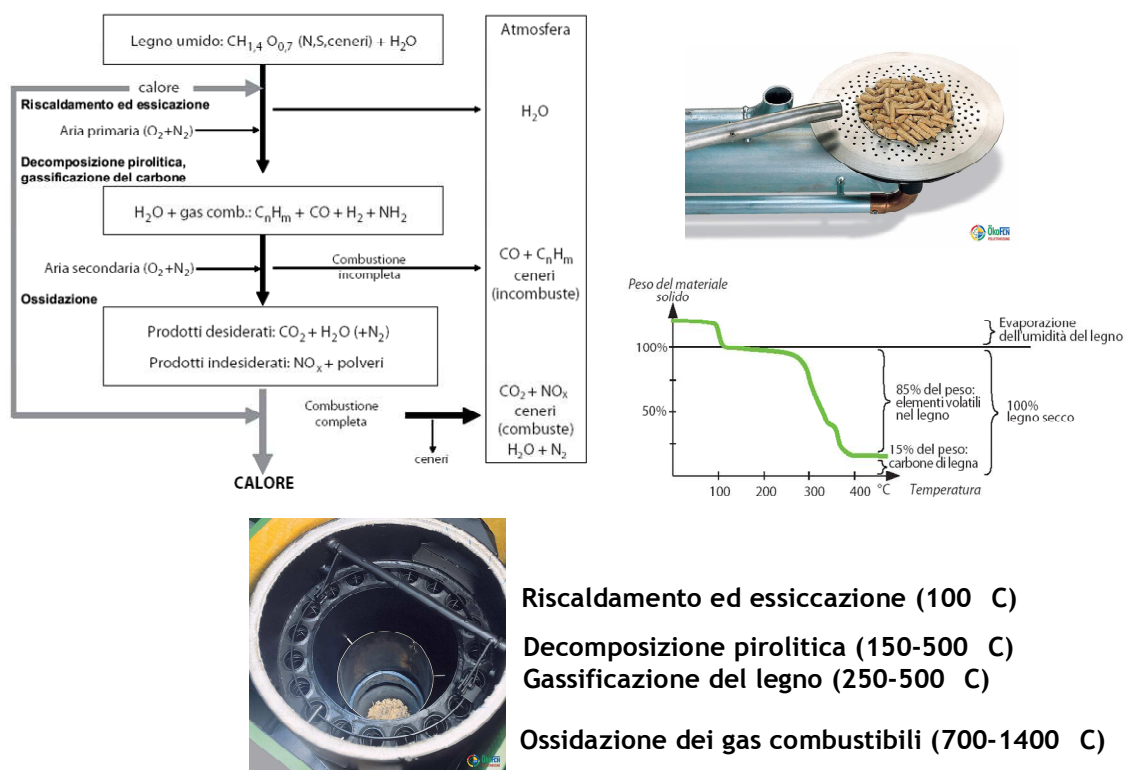 Legno umido: CH1,4 O0,7 (N,S,ceneri) + H2O
calore
Riscaldamento ed essicazione
Aria primaria (O2+N2)
Decomposizione pirolitica,
gassificazione del carbone
H2O + gas comb.: CnHm + CO + H2 + NH2
Aria secondaria (O2+N2)
Combustione
incompleta
Ossidazione
Prodotti desiderati: CO2 + H2O (+N2)
Prodotti indesiderati: NOx + polveri
Combustione
completa
ceneri
CALORE
Atmosfera
H2O
CO + CnHm
ceneri
(incombuste)
CO2 + NOx
ceneri
(combuste)
H2O + N2
ÖkoFEN
Peso del materiale
solido
100%
50%
100
200
300
400
°C
Temperatura
Evaporazione
dell'umidità del legno
85% del peso:
elementi volatili
nel legno
100%
legno secco
15% del peso:
carbone di legna
Riscaldamento ed essiccazione (100 C)
Decomposizione pirolitica (150-500 C)
Gassificazione del legno (250-500 C)
Ossidazione dei gas combustibili (700-1400 C)